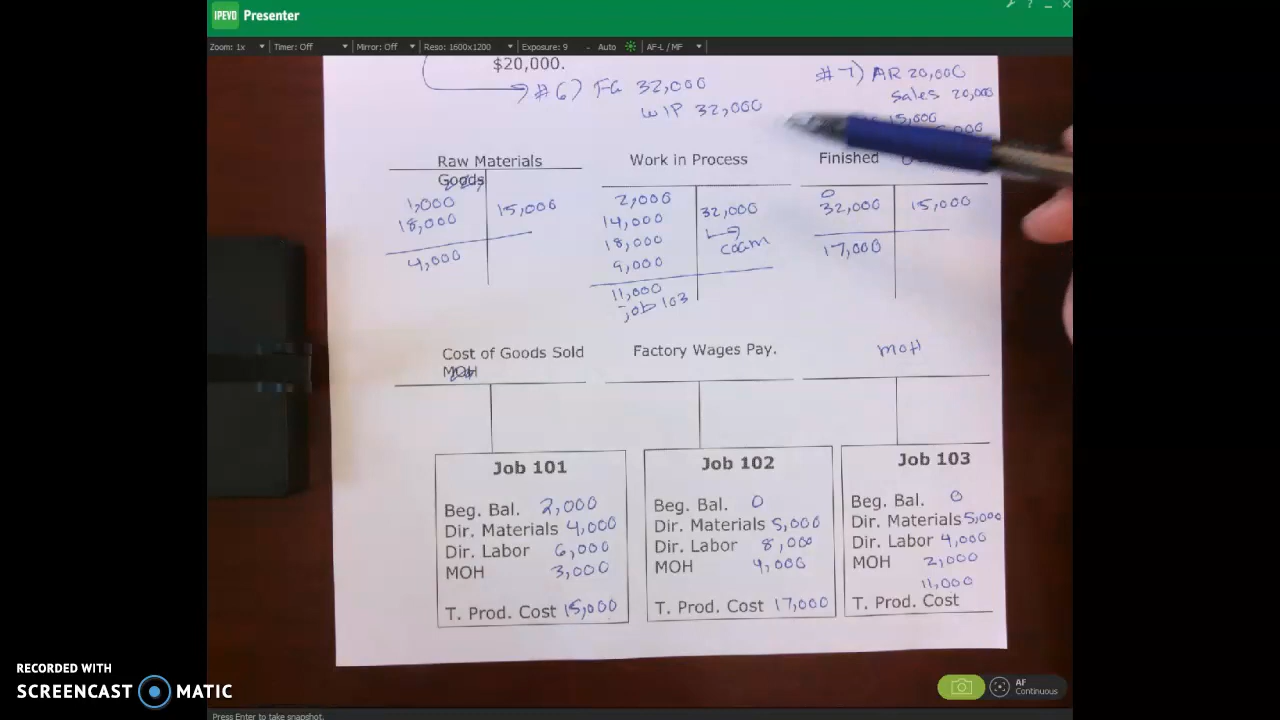 IPEVO Presenter
Zoom: 1x Timer: Off Mirror: Off Reso: 1600x1200 Exposure: 9 - Auto AF-L / MF
$20,000.
#6) FG 32,000
WIP 32,000
#7) AR 20,000
Sales 20,000
15,000
Raw Materials
Goods
1,000
18,000
15,000
4,000
Work in Process
2,000
14,000
18,000
9,000
32,000
COGM
11,000
Job 103
Finished
0
32,000
15,000
17,000
Cost of Goods Sold
MOH
Factory Wages Pay.
MOH
Job 101
Beg. Bal. 2,000
Dir. Materials 4,000
Dir. Labor 6,000
MOH 3,000
T. Prod. Cost 15,000
Job 102
Beg. Bal. 0
Dir. Materials 5,000
Dir. Labor 8,000
MOH 4,000
T. Prod. Cost 17,000
Job 103
Beg. Bal. 0
Dir. Materials 5,000
Dir. Labor 4,000
MOH 2,000
11,000
T. Prod. Cost
RECORDED WITH
SCREENCAST MATIC
AF
Continuous
Press Enter to take snapshot.